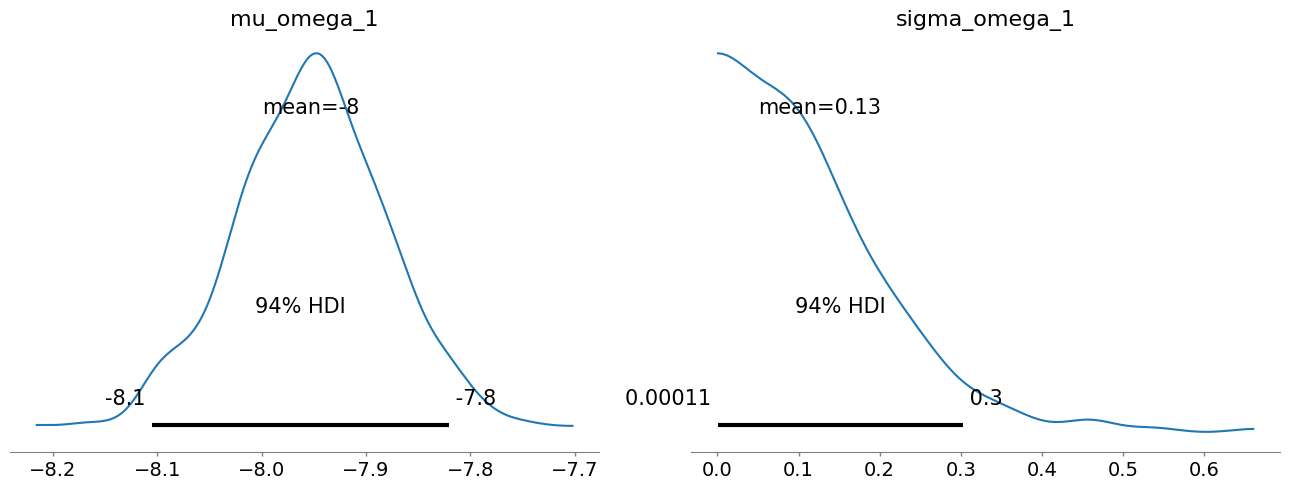 mu_omega_1
mean=-8
94% HDI
-8.1 -7.8
−8.2 −8.1 −8.0 −7.9 −7.8 −7.7
sigma_omega_1
mean=0.13
94% HDI
0.00011 0.3
0.0 0.1 0.2 0.3 0.4 0.5 0.6